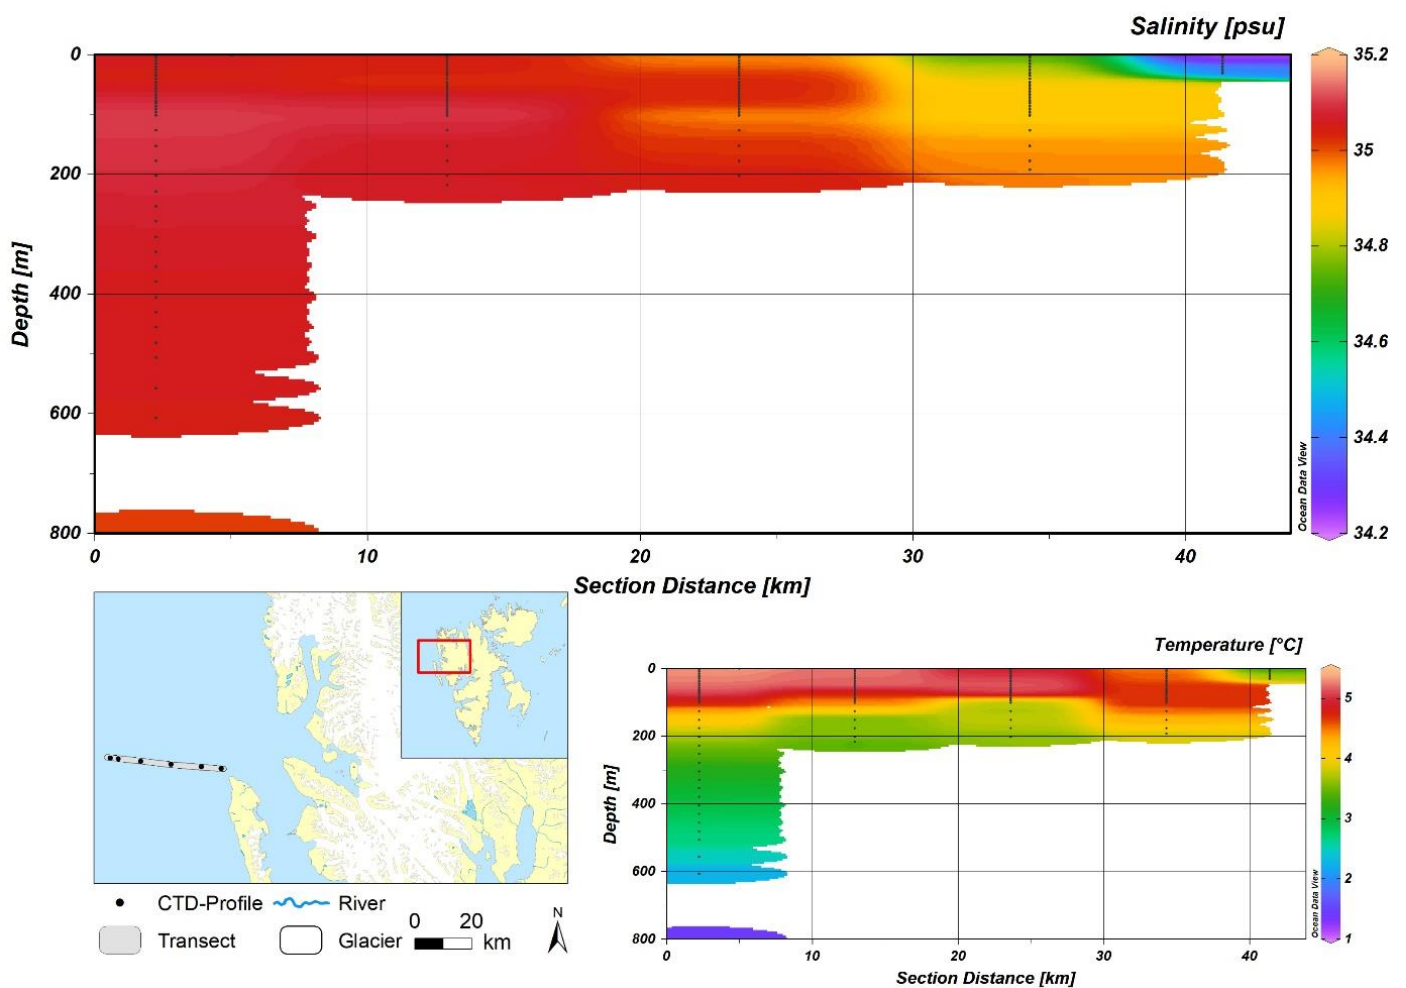 Salinity [psu]
0
200
400
600
800
Depth [m]
0
10
20
30
40
Section Distance [km]
35.2
35
34.8
34.6
34.4
34.2
Ocean Data View
CTD-Profile
River
Transect
Glacier
0
20
km
N
Temperature [°C]
0
200
400
600
800
Depth [m]
0
10
20
30
40
Section Distance [km]
5
4
3
2
1
Ocean Data View